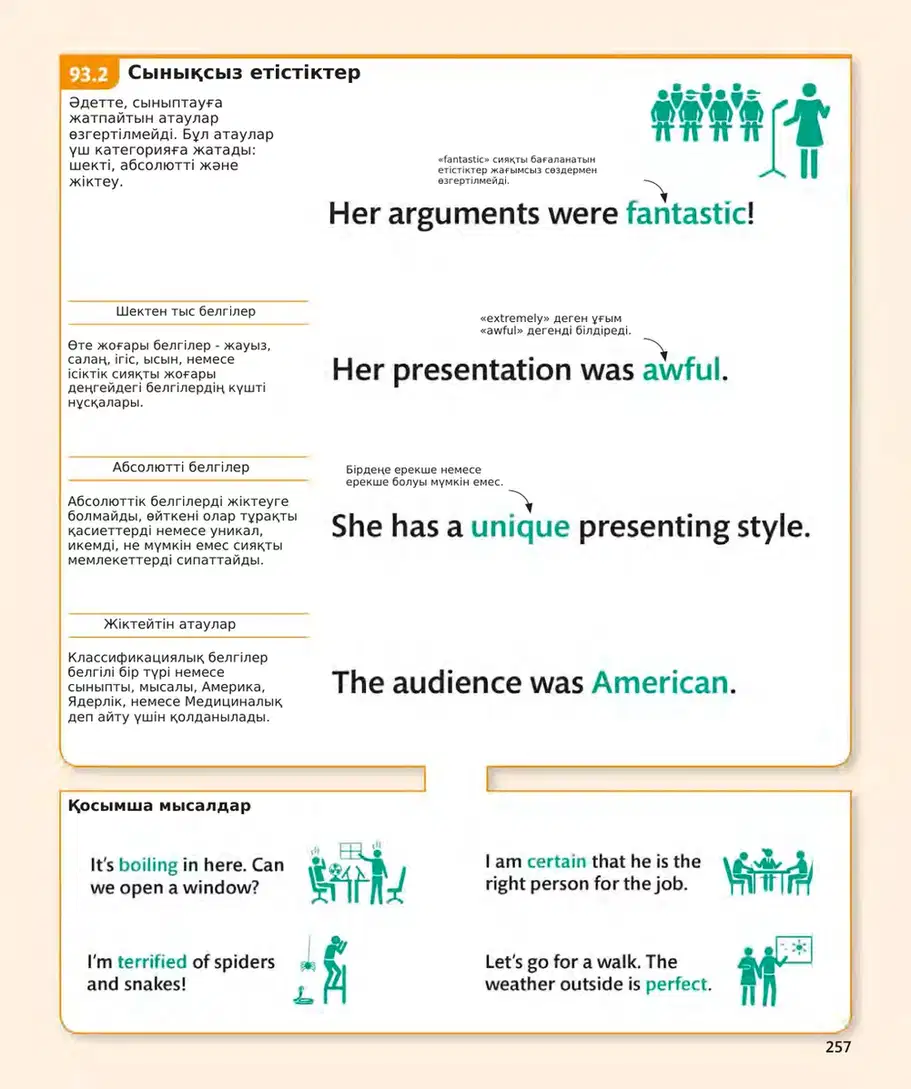 93.2 Сынықсыз етістіктер
Әдетте, сыныптауға
жатпайтын атаулар
өзгертілмейді. Бұл атаулар
үш категорияға жатады:
шекті, абсолютті және
жіктеу.
«fantastic» сияқты бағаланатын
етістіктер жағымсыз сөздермен
өзгертілмейді.
Her arguments were fantastic!
Шектен тыс белгілер
Өте жоғары белгілер - жауыз,
салаң, ігіс, ысын, немесе
ісіктік сияқты жоғары
деңгейдегі белгілердің күшті
нұсқалары.
«extremely» деген ұғым
«awful» дегенді білдіреді.
Her presentation was awful.
Абсолютті белгілер
Абсолюттік белгілерді жіктеуге
болмайды, өйткені олар тұрақты
қасиеттерді немесе уникал,
икемді, не мүмкін емес сияқты
мемлекеттерді сипаттайды.
Бірдеңе ерекше немесе
ерекше болуы мүмкін емес.
She has a unique presenting style.
Жіктейтін атаулар
Классификациялық белгілер
белгілі бір түрі немесе
сыныпты, мысалы, Америка,
Ядерлік, немесе Медициналық
деп айту үшін қолданылады.
The audience was American.
Қосымша мысалдар
It's boiling in here. Can
we open a window?
I am certain that he is the
right person for the job.
I'm terrified of spiders
and snakes!
Let's go for a walk. The
weather outside is perfect.
257